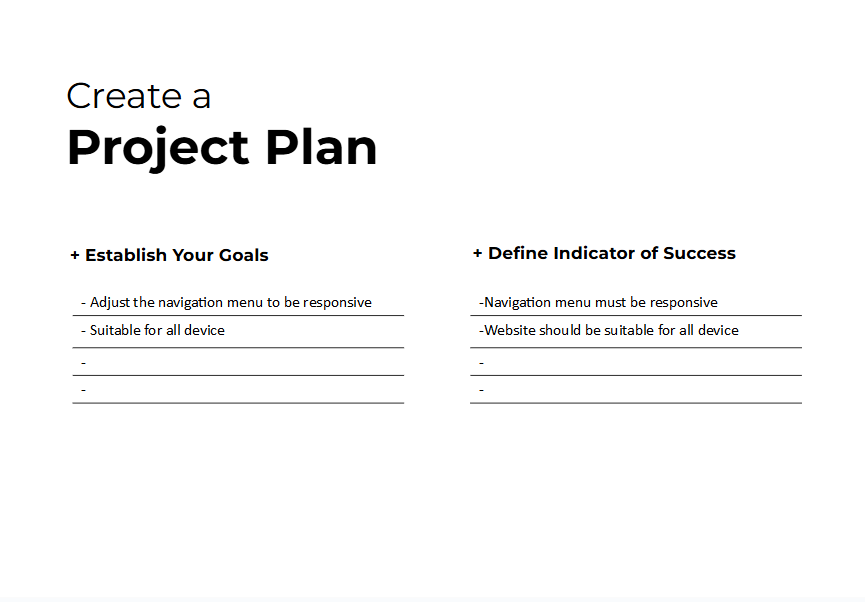 Create a
Project Plan
+ Establish Your Goals
- Adjust the navigation menu to be responsive
- Suitable for all device
-
-
+ Define Indicator of Success
-Navigation menu must be responsive
-Website should be suitable for all device
-
-